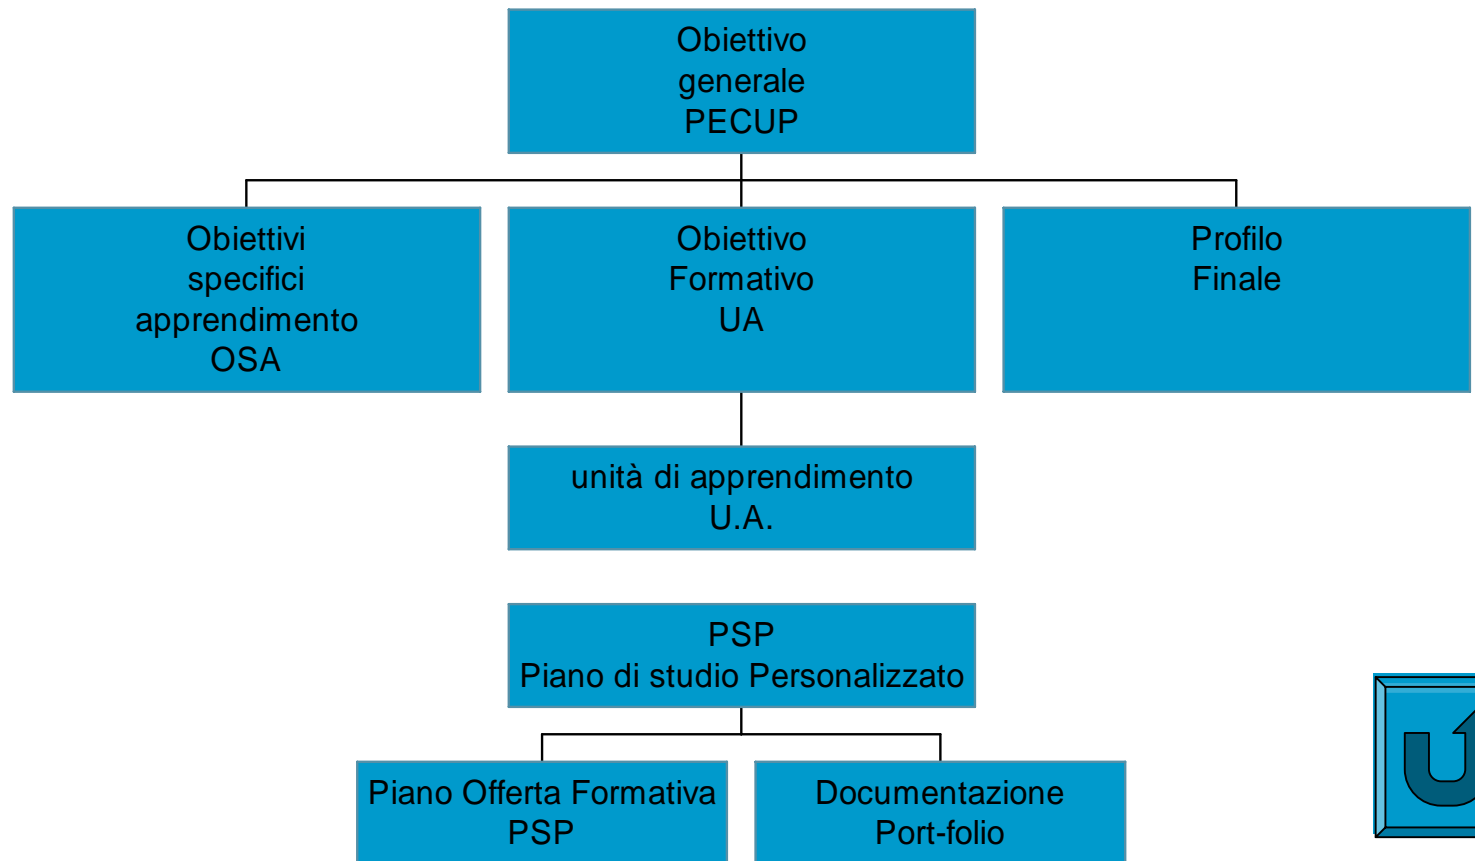 Obiettivo
generale
PECUP
Obiettivi
specifici
apprendimento
OSA
Obiettivo
Formativo
UA
Profilo
Finale
unità di apprendimento
U.A.
PSP
Piano di studio Personalizzato
Piano Offerta Formativa
PSP
Documentazione
Port-folio